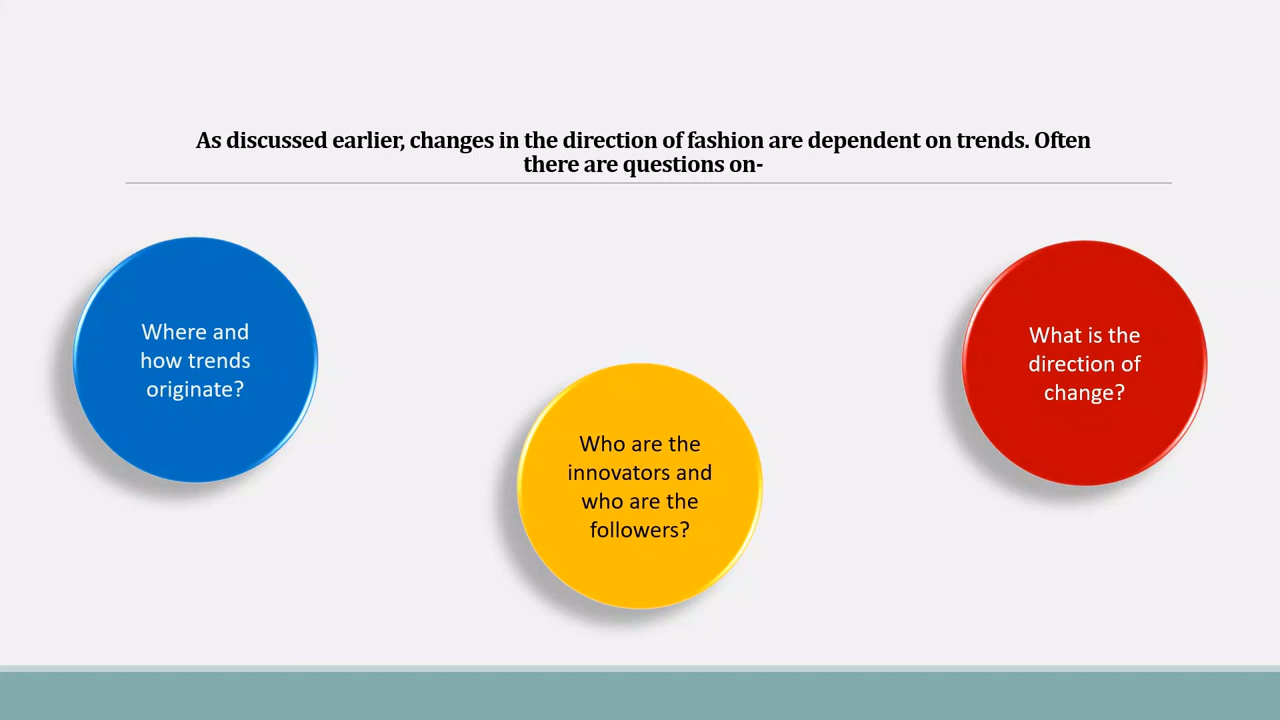 As discussed earlier, changes in the direction of fashion are dependent on trends. Often
there are questions on-
Where and
how trends
originate?
Who are the
innovators and
who are the
followers?
What is the
direction of
change?